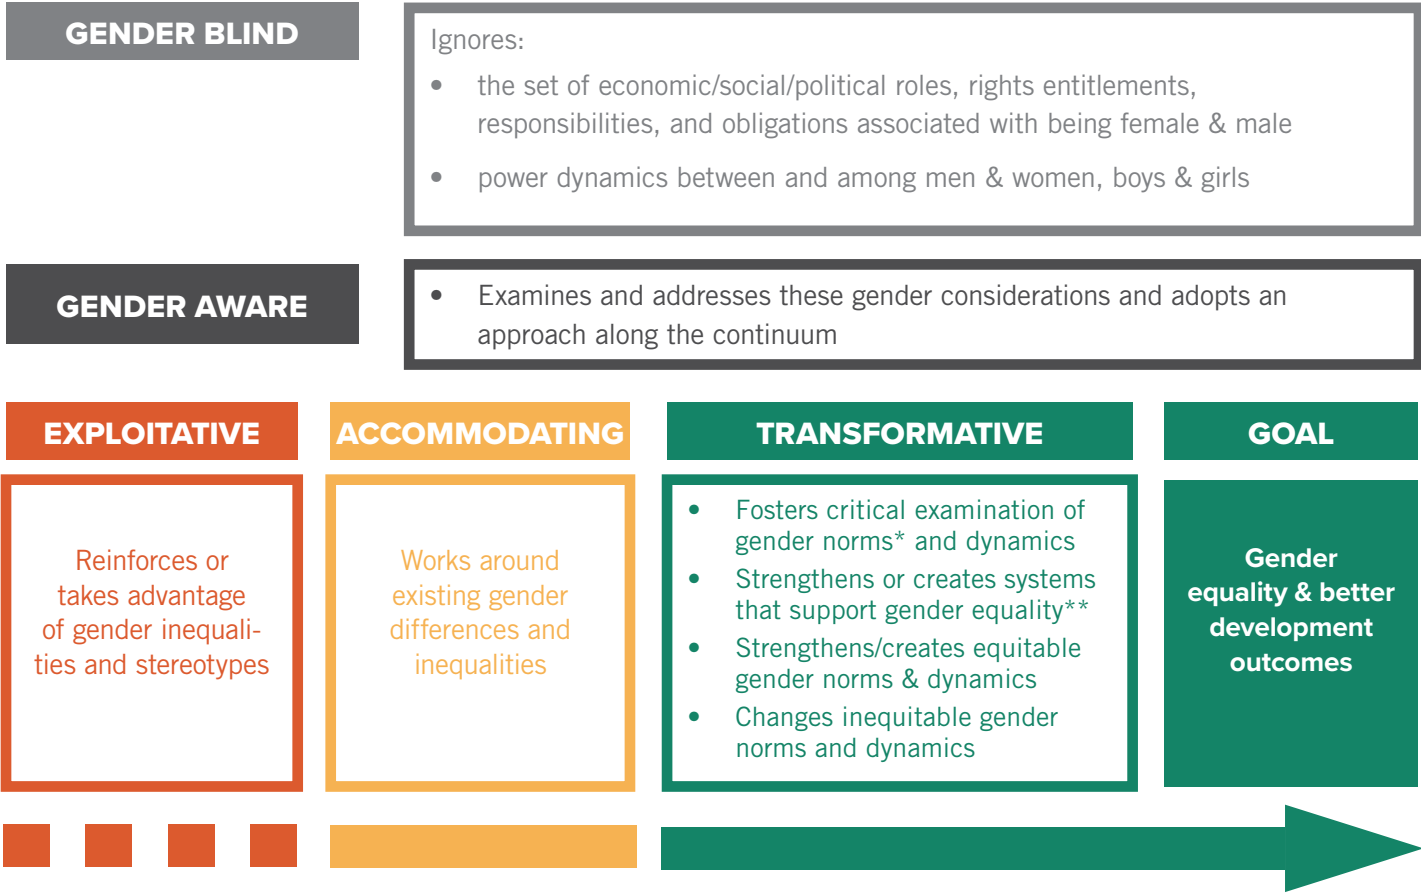 GENDER BLIND
Ignores:
• the set of economic/social/political roles, rights entitlements,
responsibilities, and obligations associated with being female & male
• power dynamics between and among men & women, boys & girls
GENDER AWARE
• Examines and addresses these gender considerations and adopts an
approach along the continuum
EXPLOITATIVE
Reinforces or
takes advantage
of gender inequali-
ties and stereotypes
ACCOMMODATING
Works around
existing gender
differences and
inequalities
TRANSFORMATIVE
• Fosters critical examination of
gender norms* and dynamics
• Strengthens or creates systems
that support gender equality**
• Strengthens/creates equitable
gender norms & dynamics
• Changes inequitable gender
norms and dynamics
GOAL
Gender
equality & better
development
outcomes